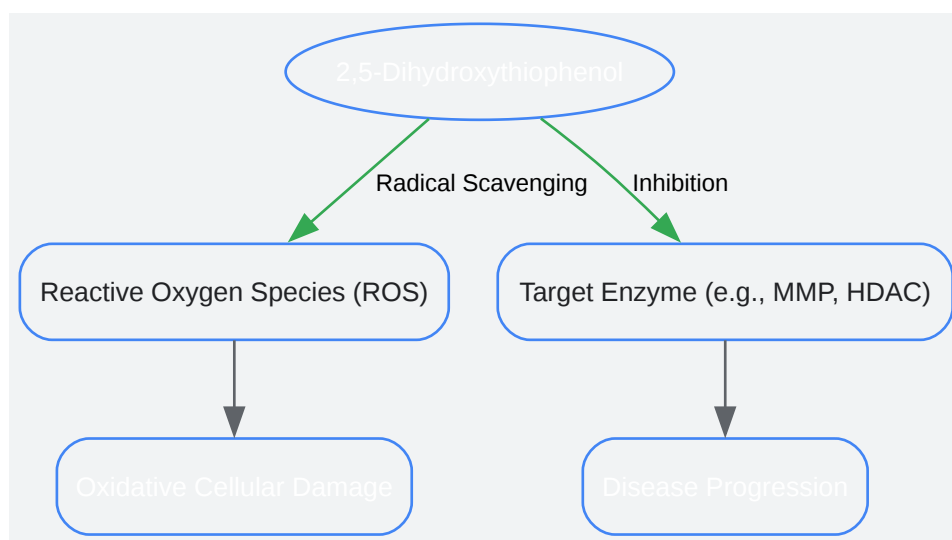 2,5-Dihydroxythiophenol
Radical Scavenging
Inhibition
Reactive Oxygen Species (ROS)
Target Enzyme (e.g., MMP, HDAC)
Oxidative Cellular Damage
Disease Progression